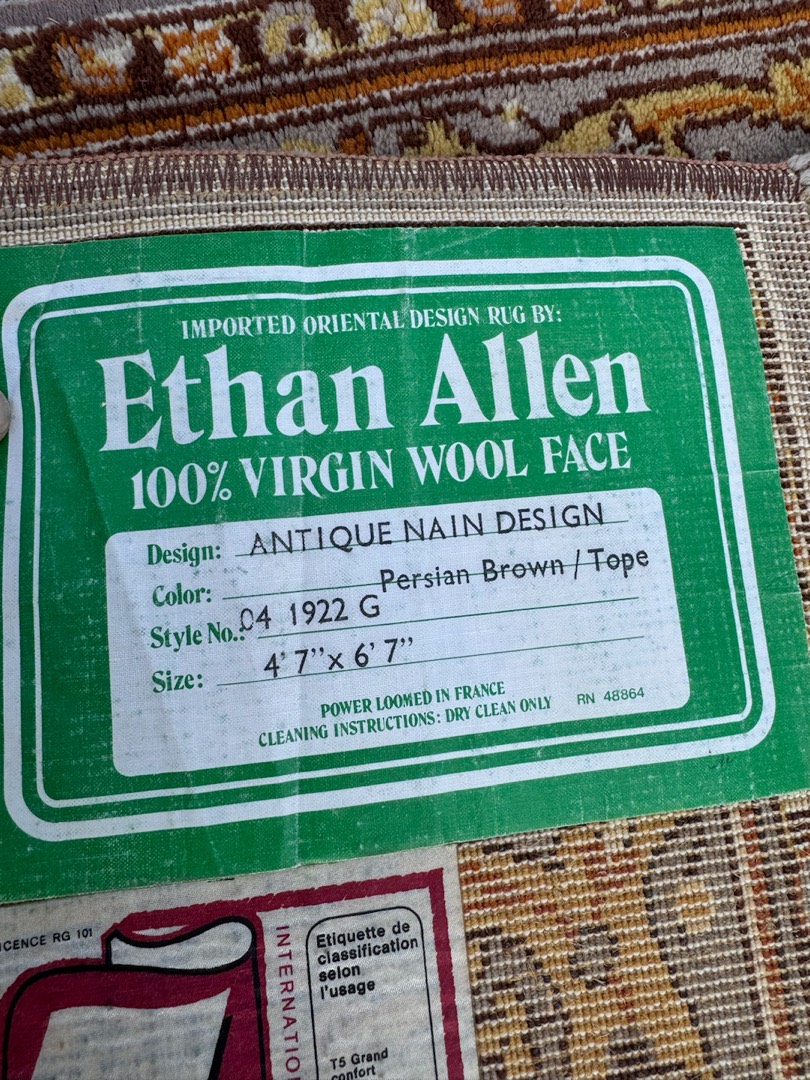 IMPORTED ORIENTAL DESIGN RUG BY:
Ethan Allen
100% VIRGIN WOOL FACE
Design: ANTIQUE NAIN DESIGN
Color: Persian Brown / Tope
Style No.: 04 1922 G
Size: 4' 7" x 6' 7"
POWER LOOMED IN FRANCE
CLEANING INSTRUCTIONS: DRY CLEAN ONLY RN 48864
RG 101
Etiquette de
classification
selon
l'usage
T5 Grand
confort